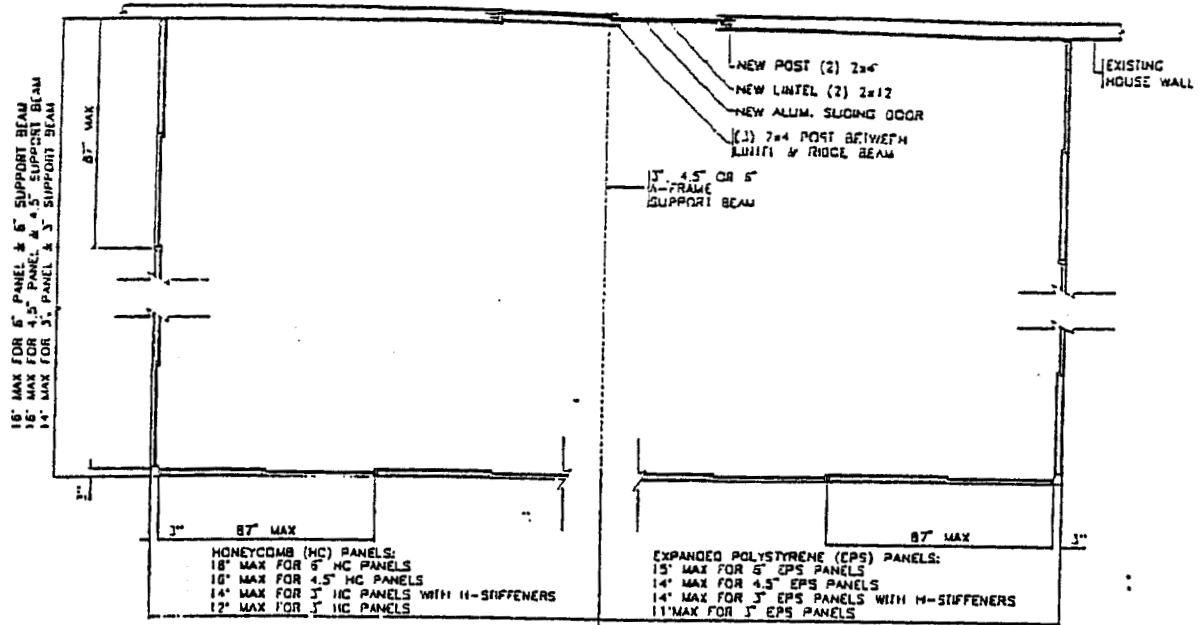 NEW POST (2) 2x6
NEW LINTEL (2) 2x12
NEW ALUM. SLIDING DOOR
(3) 2x4 POST BETWEEN
LINTEL & RIDGE BEAM
EXISTING
HOUSE WALL
3", 4.5" OR 6"
A-FRAME
SUPPORT BEAM
87" MAX
16' MAX FOR 6" PANEL & 6" SUPPORT BEAM
16' MAX FOR 4.5" PANEL & 4.5" SUPPORT BEAM
14' MAX FOR 3" PANEL & 3" SUPPORT BEAM
3"
3" 87" MAX
87" MAX 3"
HONEYCOMB (HC) PANELS:
18' MAX FOR 6" HC PANELS
16' MAX FOR 4.5" HC PANELS
14' MAX FOR 3" HC PANELS WITH H-STIFFENERS
12' MAX FOR 3" HC PANELS
EXPANDED POLYSTYRENE (EPS) PANELS:
15' MAX FOR 6" EPS PANELS
14' MAX FOR 4.5" EPS PANELS
14' MAX FOR 3" EPS PANELS WITH H-STIFFENERS
11'MAX FOR 3" EPS PANELS